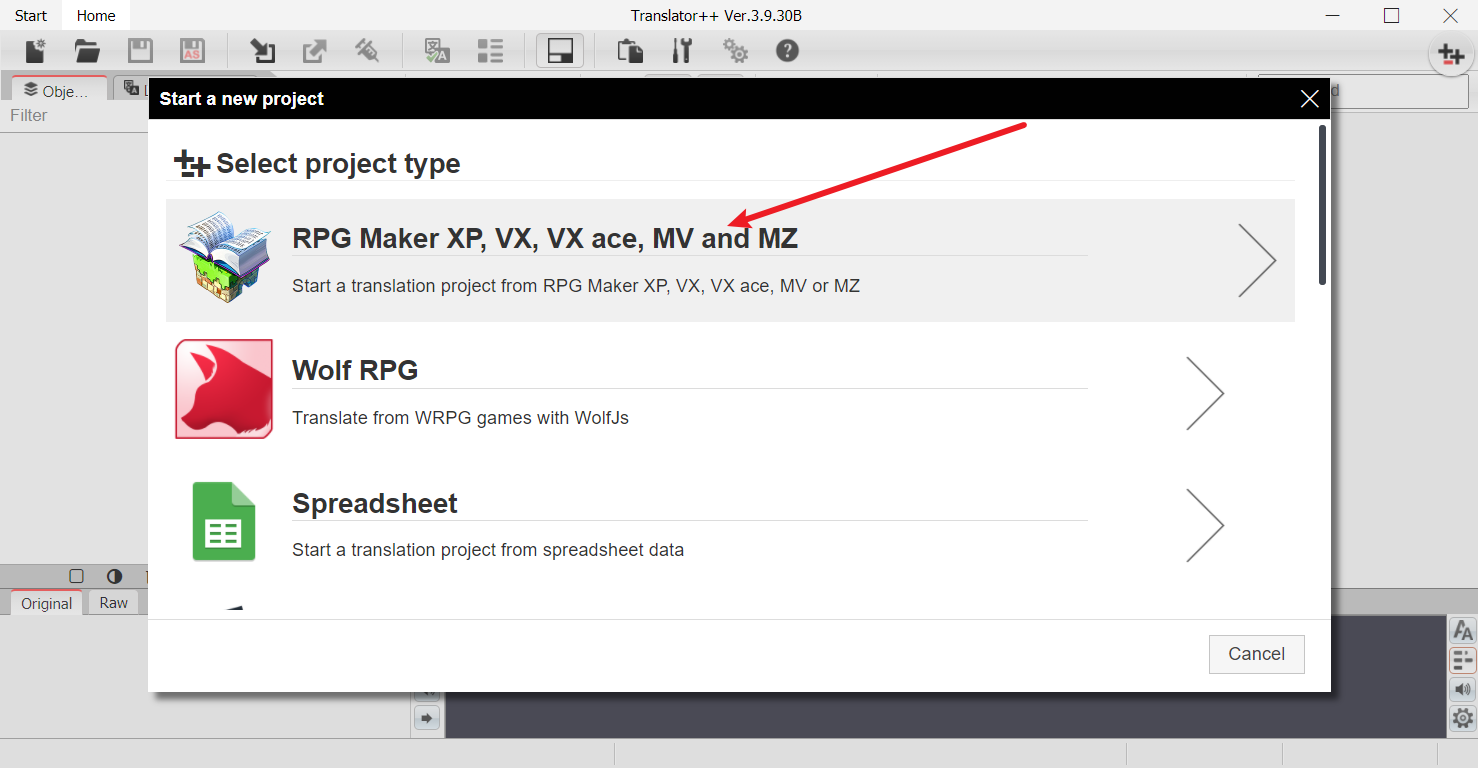 Start Home Translator++ Ver.3.9.30B
AS
Obje...
Filter
Start a new project
Select project type
RPG Maker XP, VX, VX ace, MV and MZ
Start a translation project from RPG Maker XP, VX, VX ace, MV or MZ
Wolf RPG
Translate from WRPG games with WolfJs
Spreadsheet
Start a translation project from spreadsheet data
Original Raw
Cancel